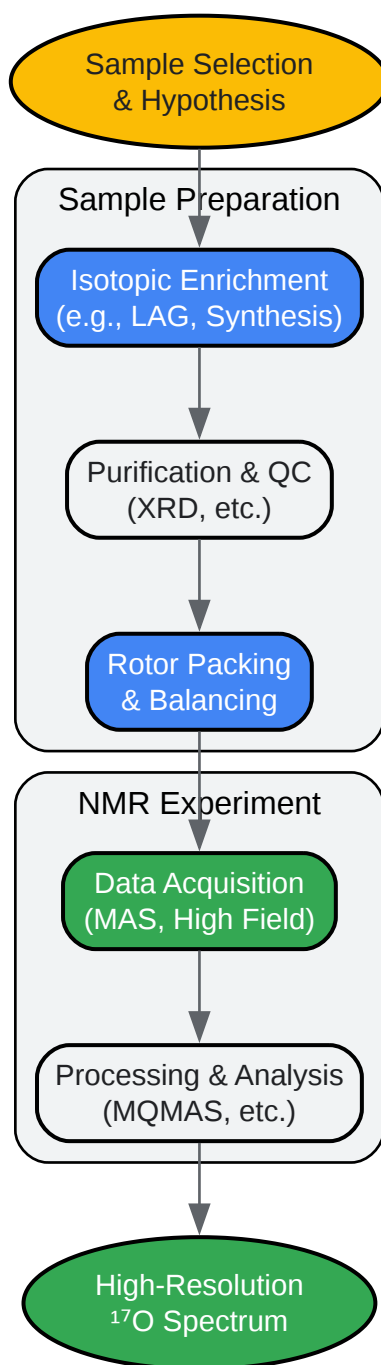 Sample Selection
& Hypothesis
Sample Preparation
Isotopic Enrichment
(e.g., LAG, Synthesis)
Purification & QC
(XRD, etc.)
Rotor Packing
& Balancing
NMR Experiment
Data Acquisition
(MAS, High Field)
Processing & Analysis
(MQMAS, etc.)
High-Resolution
¹⁷O Spectrum